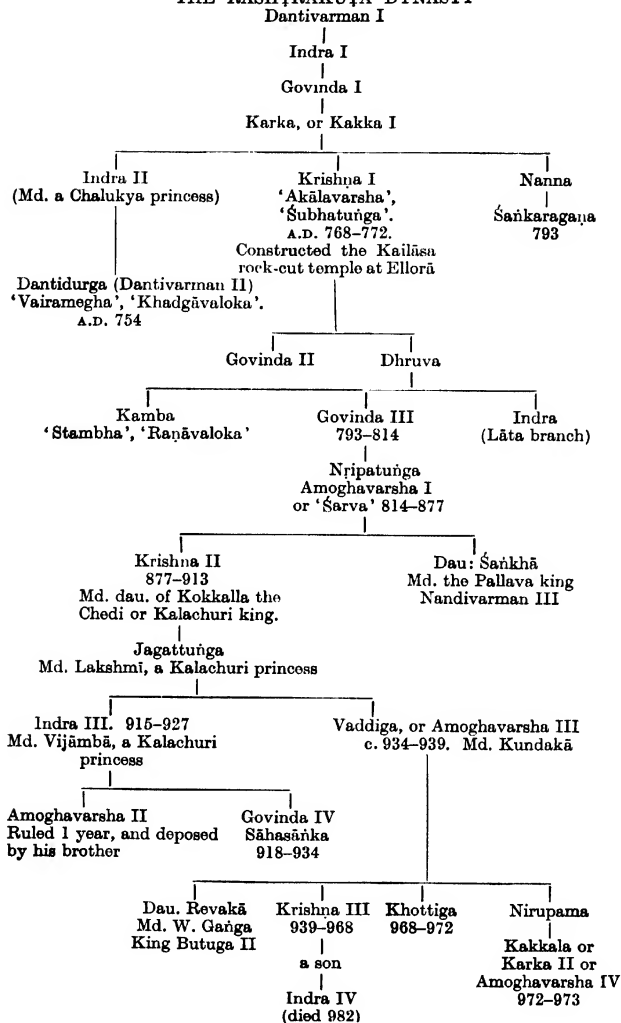 THE RĀSHṬRAKŪṬA DYNASTY
Dantivarman I
Indra I
Govinda I
Karka, or Kakka I
Indra II
(Md. a Chalukya princess)
Krishṇa I
‘Akālavarsha’,
‘Śubhatuṅga’.
A.D. 768–772.
Constructed the Kailāsa
rock-cut temple at Ellorā
Nanna
Śaṅkaragaṇa
793
Dantidurga (Dantivarman II)
‘Vairamegha’, ‘Khadgāvaloka’.
A.D. 754
Govinda II
Dhruva
Kamba
‘Stambha’, ‘Raṇāvaloka’
Govinda III
793–814
Indra
(Lāta branch)
Nṛipatuṅga
Amoghavarsha I
or ‘Śarva’ 814–877
Krishṇa II
877–913
Md. dau. of Kokkalla the
Chedi or Kalachuri king.
Dau: Śaṅkhā
Md. the Pallava king
Nandivarman III
Jagattuṅga
Md. Lakshmī, a Kalachuri princess
Indra III. 915–927
Md. Vijāmbā, a Kalachuri
princess
Vaddiga, or Amoghavarsha III
c. 934–939. Md. Kundakā
Amoghavarsha II
Ruled 1 year, and deposed
by his brother
Govinda IV
Sāhasāṅka
918–934
Dau. Revakā
Md. W. Gaṅga
King Butuga II
Krishṇa III
939–968
a son
Indra IV
(died 982)
Khottiga
968–972
Nirupama
Kakkala or
Karka II or
Amoghavarsha IV
972–973